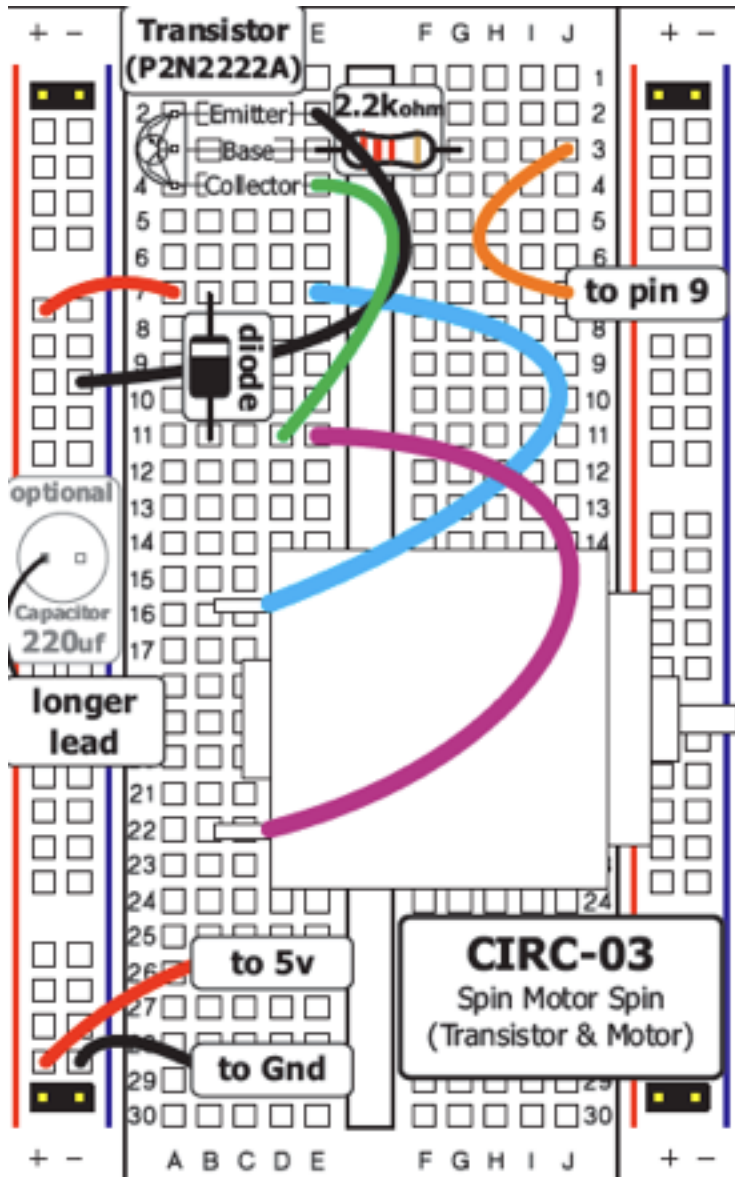 + - Transistor E F G H I J + -
(P2N2222A)
1
2 Emitter 2.2kohm 2
3 Base 3
4 Collector 4
5 5
6 6
7 to pin 9
8 8
9 diode 9
10 10
11 11
12 12
optional
13 13
14 14
15
Capacitor 16
220uf 17
longer
lead
21
22
23
24 24
25
CIRC-03
to 5v
26
Spin Motor Spin
27
(Transistor & Motor)
to Gnd
29 29
30 30
+ - A B C D E F G H I J + -